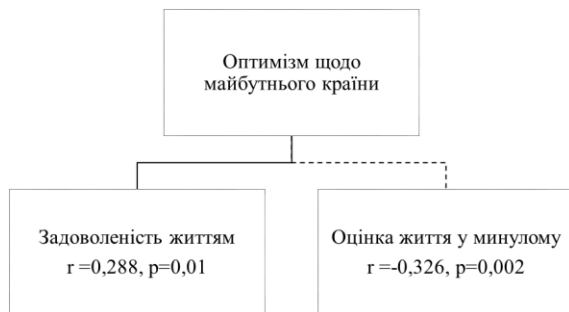 Оптимізм щодо
майбутнього країни
Задоволеність життям
r =0,288, p=0,01
Оцінка життя у минулому
r =-0,326, p=0,002